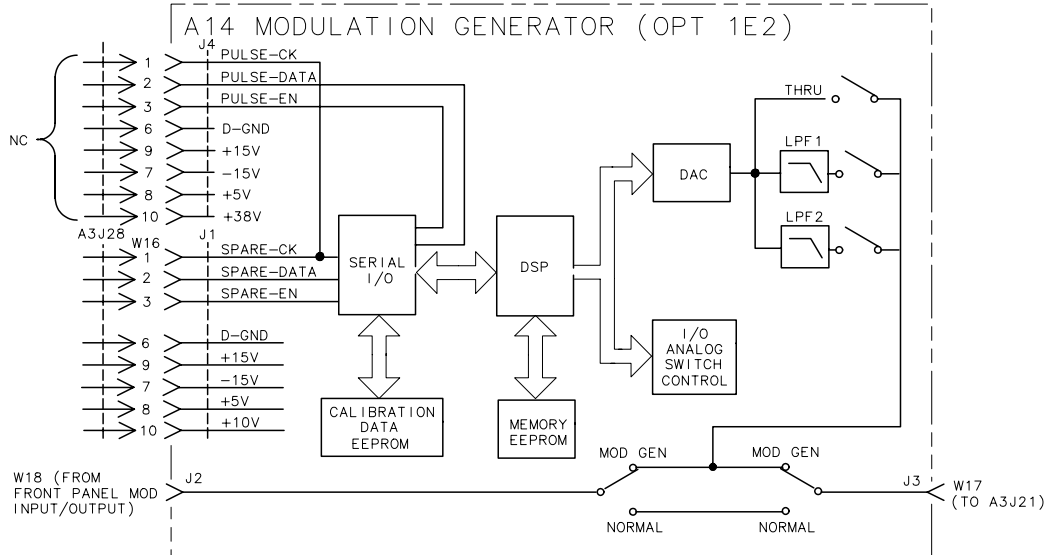 A14 MODULATION GENERATOR (OPT 1E2)
J4
1 PULSE-CK
2 PULSE-DATA
3 PULSE-EN
NC
6 D-GND
9 +15V
7 -15V
8 +5V
10 +38V
A3J28 W16 J1
1 SPARE-CK
2 SPARE-DATA
3 SPARE-EN
6 D-GND
9 +15V
7 -15V
8 +5V
10 +10V
SERIAL
I/O
DSP
CALIBRATION
DATA
EEPROM
MEMORY
EEPROM
DAC
THRU
LPF1
LPF2
I/O
ANALOG
SWITCH
CONTROL
W18 (FROM
FRONT PANEL MOD
INPUT/OUTPUT)
J2
MOD GEN
NORMAL
MOD GEN
NORMAL
J3
W17
(TO A3J21)